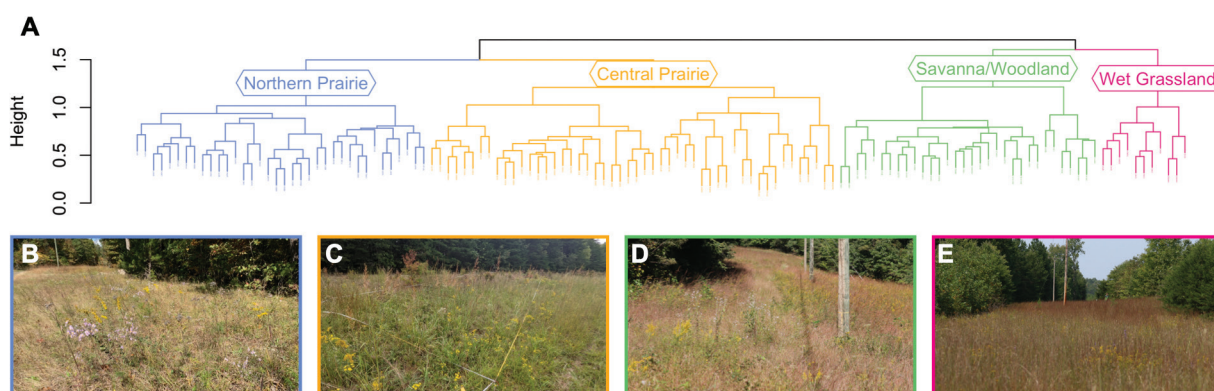 A
Height
1.5
1.0
0.5
0.0
Northern Prairie
Central Prairie
Savanna/Woodland
Wet Grassland
B
C
D
E